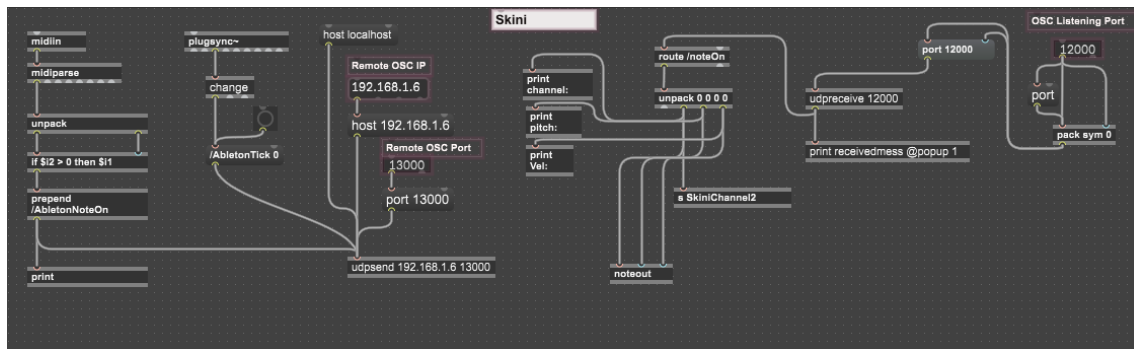 Skini
midiin
midiparse
unpack
if $i2 > 0 then $i1
prepend
/AbletonNoteOn
print
plugsync~
change
/AbletonTick 0
host localhost
Remote OSC IP
192.168.1.6
host 192.168.1.6
Remote OSC Port
13000
port 13000
udpsend 192.168.1.6 13000
print
channel:
print
pitch:
print
Vel:
route /noteOn
unpack 0 0 0 0
s SkiniChannel2
noteout
udpreceive 12000
print receivedmess @popup 1
port 12000
OSC Listening Port
12000
port
pack sym 0